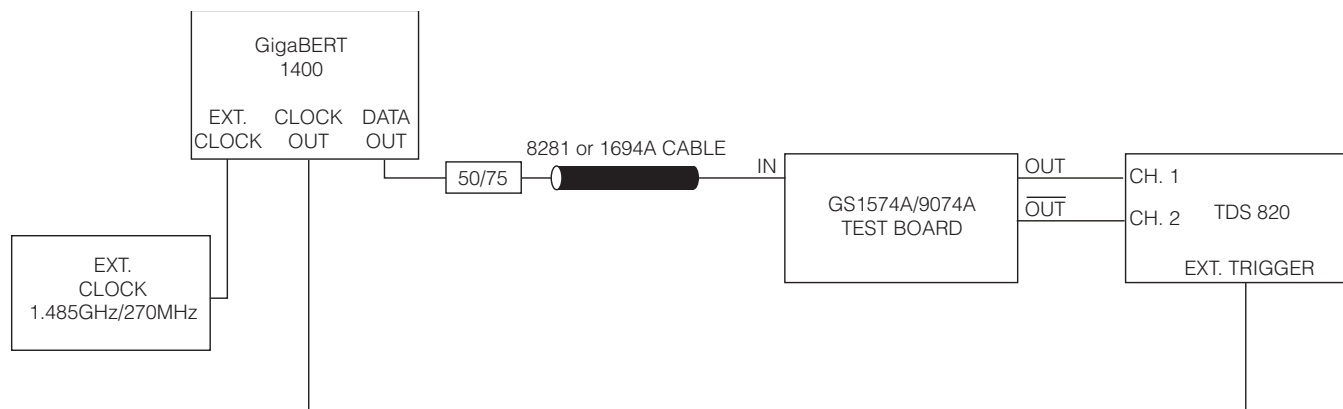 GigaBERT
1400
EXT. CLOCK DATA
CLOCK OUT OUT
8281 or 1694A CABLE
50/75
IN
GS1574A/9074A
TEST BOARD
OUT
OUT
CH. 1
CH. 2
TDS 820
EXT. TRIGGER
EXT.
CLOCK
1.485GHz/270MHz